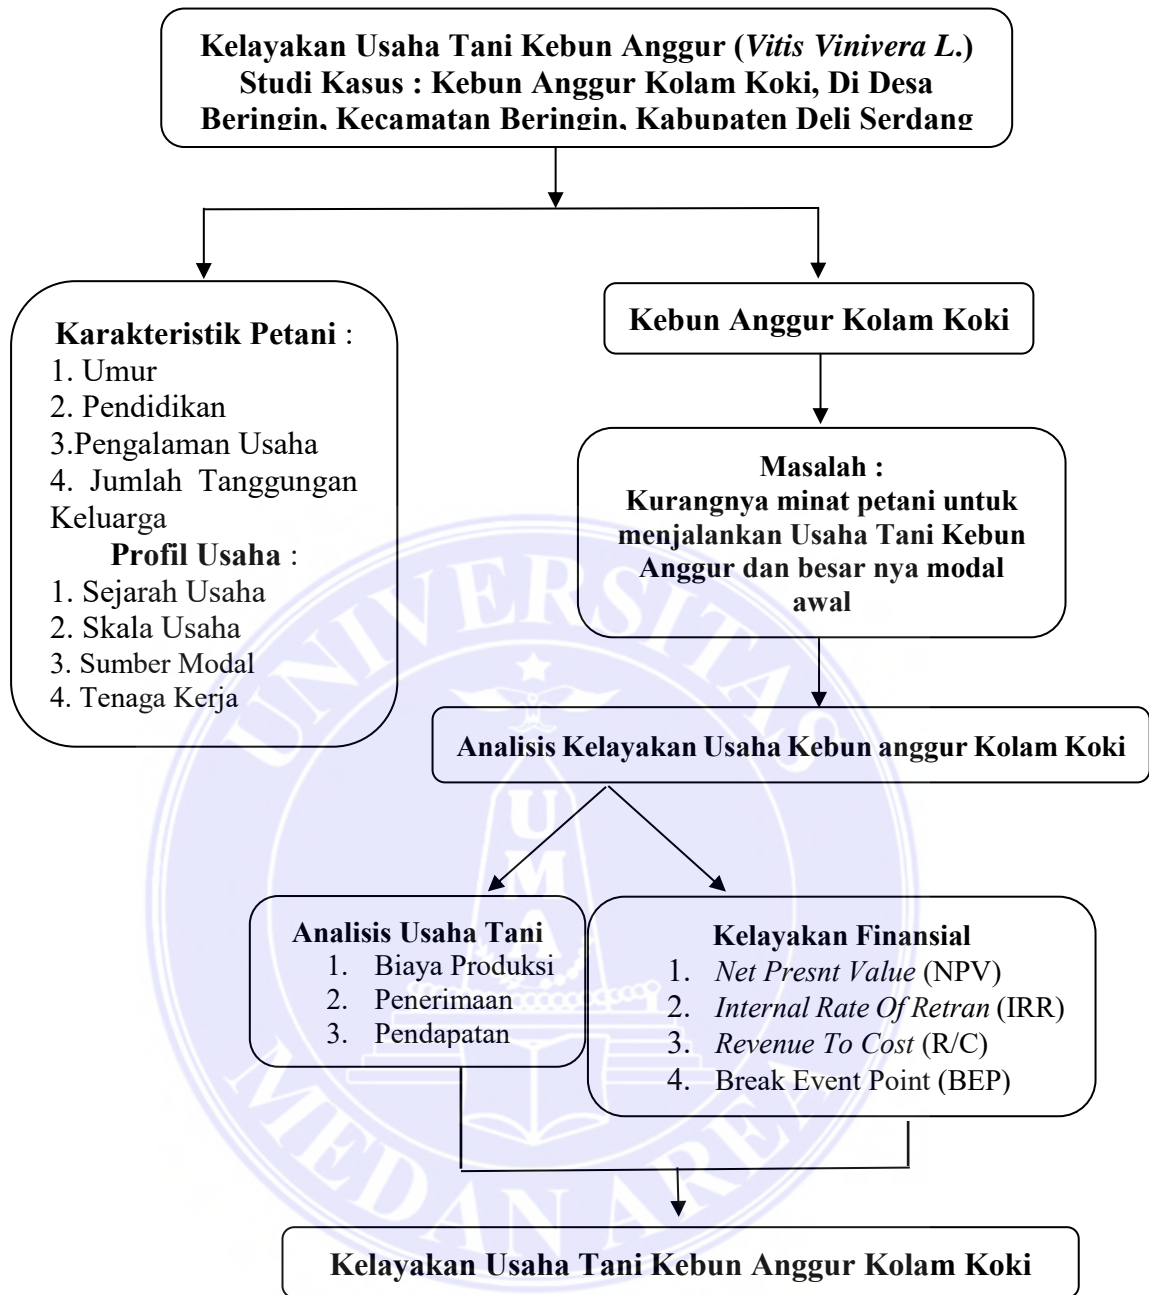 Kelayakan Usaha Tani Kebun Anggur (Vitis Vinivera L.)
Studi Kasus : Kebun Anggur Kolam Koki, Di Desa
Beringin, Kecamatan Beringin, Kabupaten Deli Serdang
Karakteristik Petani :
1. Umur
2. Pendidikan
3.Pengalaman Usaha
4. Jumlah Tanggungan
Keluarga
Profil Usaha :
1. Sejarah Usaha
2. Skala Usaha
3. Sumber Modal
4. Tenaga Kerja
Kebun Anggur Kolam Koki
Masalah :
Kurangnya minat petani untuk
menjalankan Usaha Tani Kebun
Anggur dan besar nya modal
awal
Analisis Kelayakan Usaha Kebun anggur Kolam Koki
Analisis Usaha Tani
1. Biaya Produksi
2. Penerimaan
3. Pendapatan
Kelayakan Finansial
1. Net Presnt Value (NPV)
2. Internal Rate Of Retran (IRR)
3. Revenue To Cost (R/C)
4. Break Event Point (BEP)
Kelayakan Usaha Tani Kebun Anggur Kolam Koki
UNIVERSITAS
UMA
MEDAN AREA